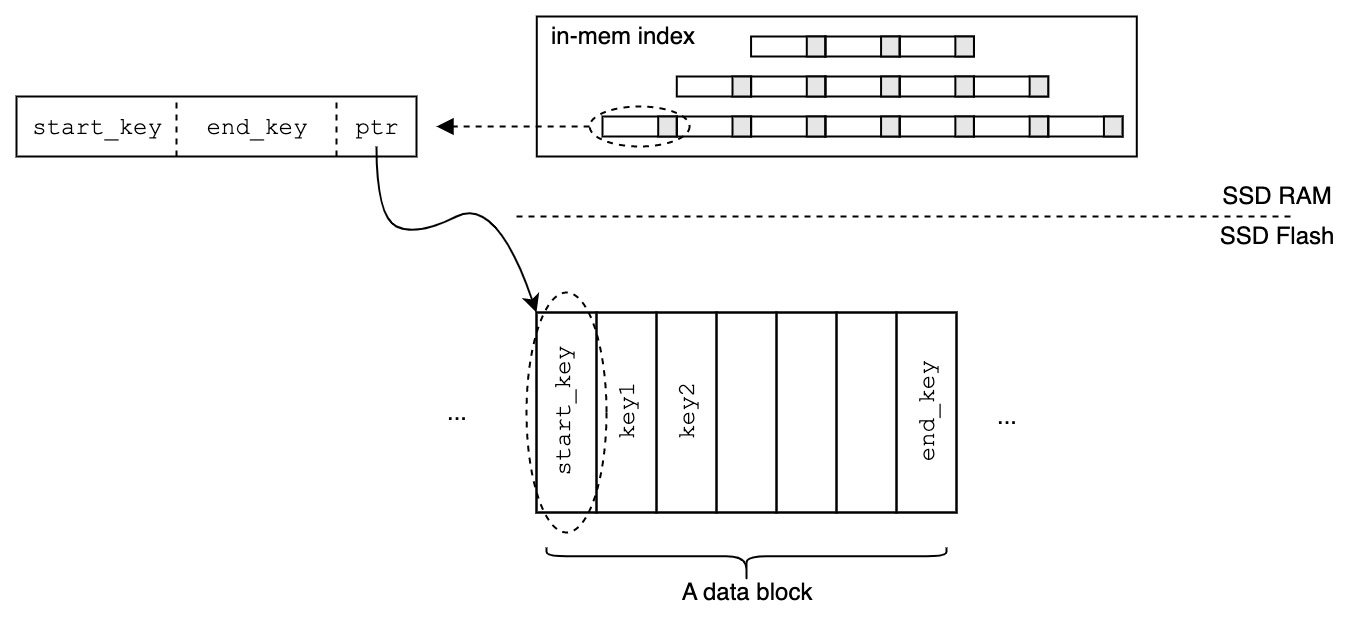 in-mem index
start_key end_key ptr
SSD RAM
SSD Flash
start_key
key1
key2
end_key
...
...
A data block